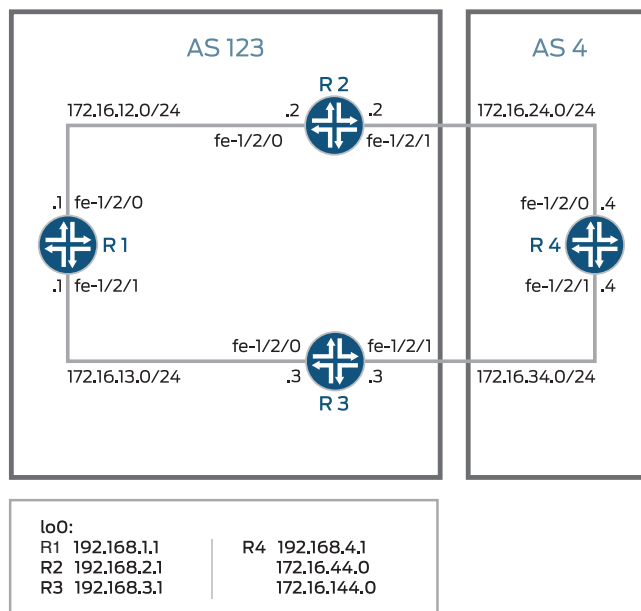 AS 123
AS 4
R 2
172.16.12.0/24
.2
.2
172.16.24.0/24
fe-1/2/0
fe-1/2/1
.1
fe-1/2/0
fe-1/2/0
.4
R 1
R 4
.1
fe-1/2/1
fe-1/2/1
.4
fe-1/2/0
fe-1/2/1
172.16.13.0/24
.3
.3
172.16.34.0/24
R 3
lo0:
R1 192.168.1.1
R2 192.168.2.1
R3 192.168.3.1
R4 192.168.4.1
172.16.44.0
172.16.144.0